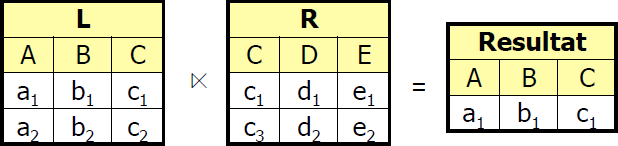 L
A B C
a₁ b₁ c₁
a₂ b₂ c₂
⋉
R
C D E
c₁ d₁ e₁
c₃ d₂ e₂
=
Resultat
A B C
a₁ b₁ c₁